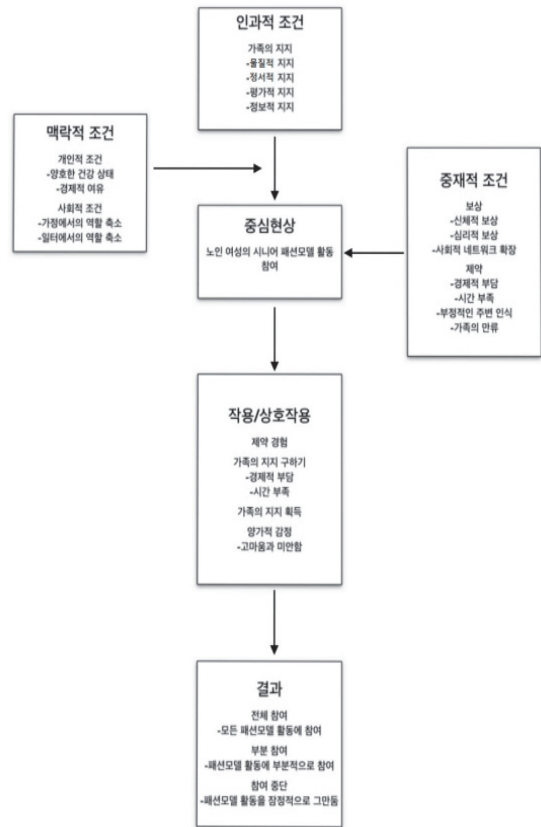 인과적 조건
가족의 지지
-물질적 지지
-정서적 지지
-평가적 지지
-정보적 지지
맥락적 조건
개인적 조건
-양호한 건강 상태
-경제적 여유
사회적 조건
-가정에서의 역할 축소
-일터에서의 역할 축소
중심현상
노인 여성의 시니어 패션모델 활동
참여
중재적 조건
보상
-신체적 보상
-심리적 보상
-사회적 네트워크 확장
제약
-경제적 부담
-시간 부족
-부정적인 주변 인식
-가족의 만류
작용/상호작용
제약 경험
가족의 지지 구하기
-경제적 부담
-시간 부족
가족의 지지 획득
양가적 감정
-고마움과 미안함
결과
전체 참여
-모든 패션모델 활동에 참여
부분 참여
-패션모델 활동에 부분적으로 참여
참여 중단
-패션모델 활동을 잠정적으로 그만둠